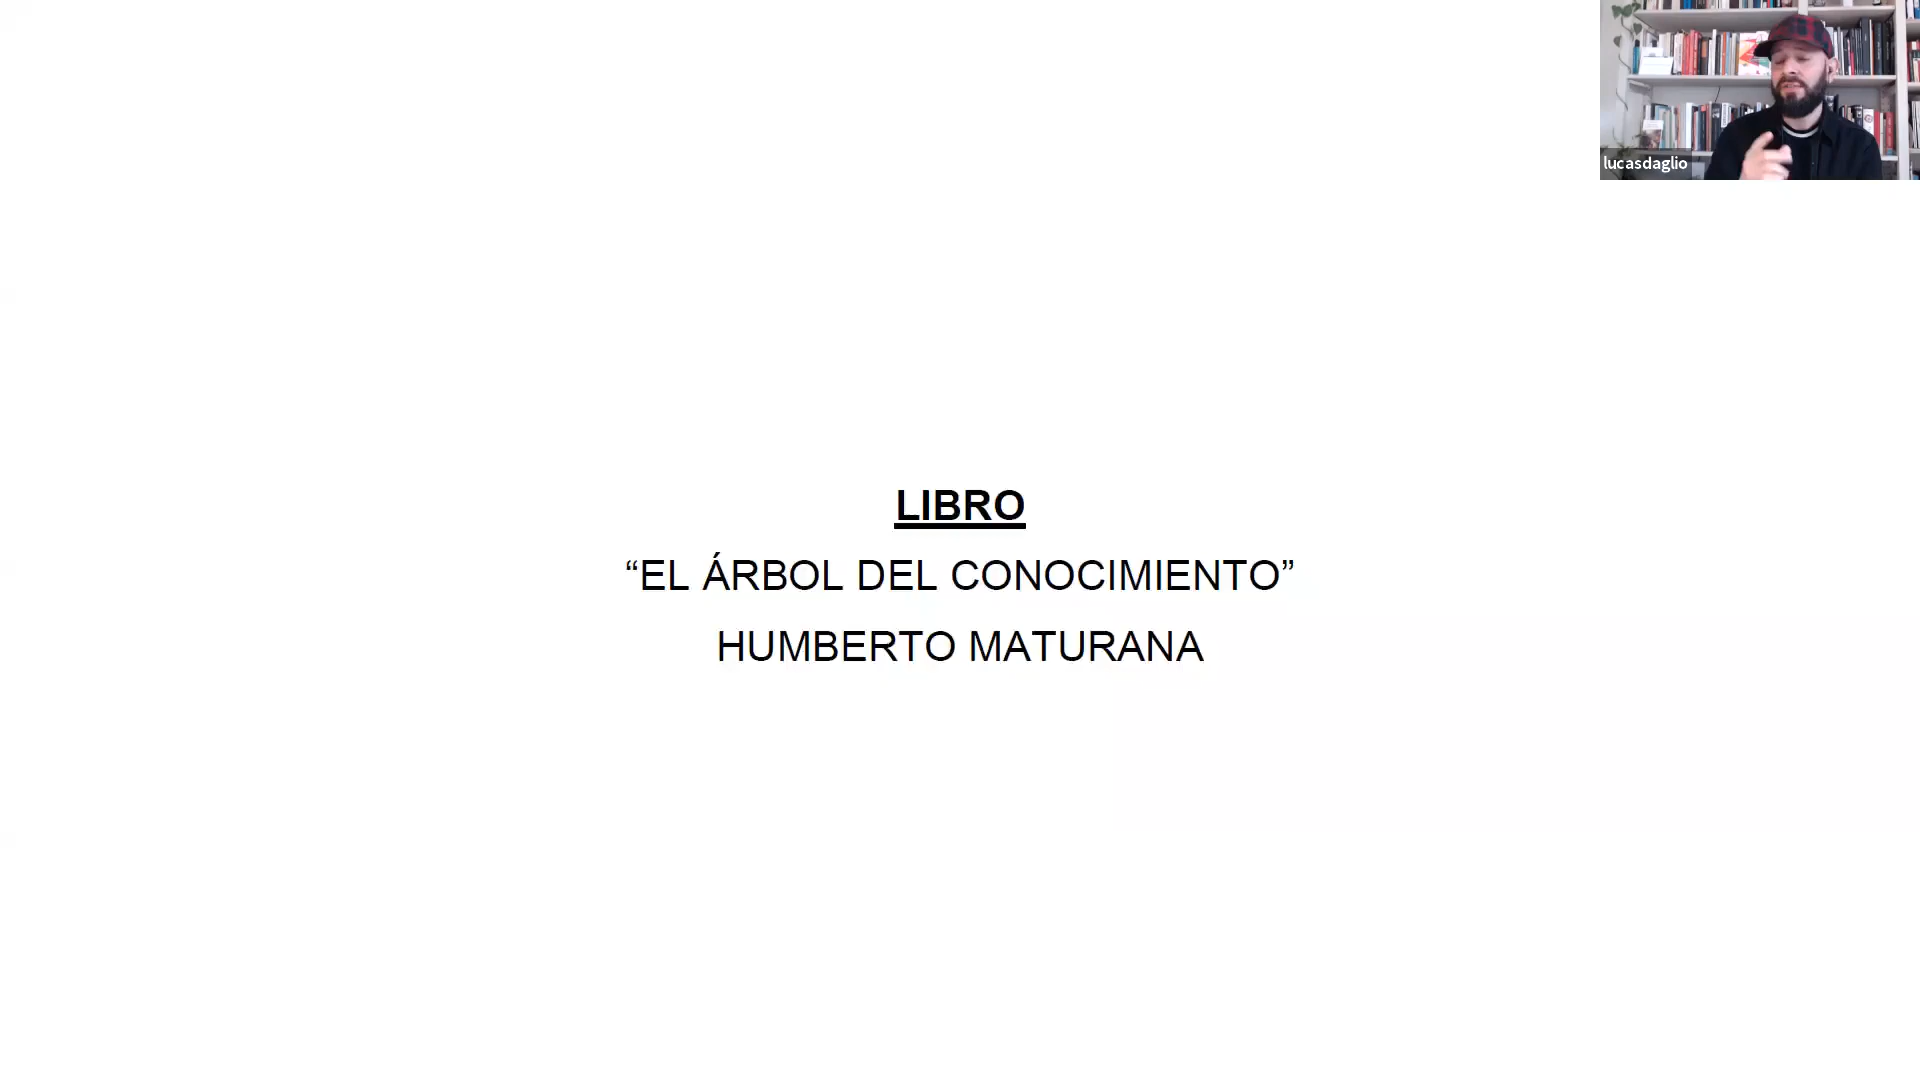 lucasdaglio
LIBRO
“EL ÁRBOL DEL CONOCIMIENTO”
HUMBERTO MATURANA